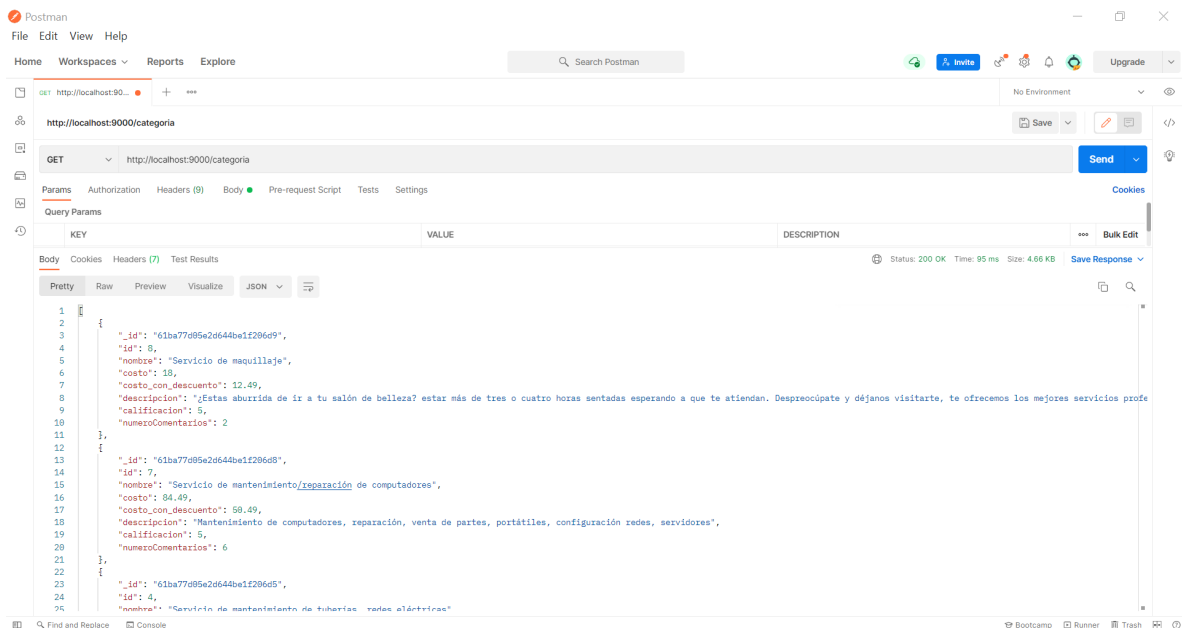 Postman
File Edit View Help
Home Workspaces Reports Explore Search Postman Invite Upgrade
GET http://localhost:90... No Environment
http://localhost:9000/categoria Save
GET http://localhost:9000/categoria Send
Params Authorization Headers (9) Body Pre-request Script Tests Settings Cookies
Query Params
KEY VALUE DESCRIPTION Bulk Edit
Body Cookies Headers (7) Test Results Status: 200 OK Time: 95 ms Size: 4.66 KB Save Response
Pretty Raw Preview Visualize JSON
1 [
2 {
3 "_id": "61ba77d05e2d644be1f206d9",
4 "id": 8,
5 "nombre": "Servicio de maquillaje",
6 "costo": 18,
7 "costo_con_descuento": 12.49,
8 "descripcion": "¿Estas aburrida de ir a tu salón de belleza? estar más de tres o cuatro horas sentadas esperando a que te atiendan. Despreocúpate y déjanos visitarte, te ofrecemos los mejores servicios profe
9 "calificacion": 5,
10 "numeroComentarios": 2
11 },
12 {
13 "_id": "61ba77d05e2d644be1f206d8",
14 "id": 7,
15 "nombre": "Servicio de mantenimiento/reparación de computadores",
16 "costo": 84.49,
17 "costo_con_descuento": 50.49,
18 "descripcion": "Mantenimiento de computadores, reparación, venta de partes, portátiles, configuración redes, servidores",
19 "calificacion": 5,
20 "numeroComentarios": 6
21 },
22 {
23 "_id": "61ba77d05e2d644be1f206d5",
24 "id": 4,
25 "nombre": "Servicio de mantenimiento de tuberías, redes eléctricas"
Find and Replace Console Bootcamp Runner Trash